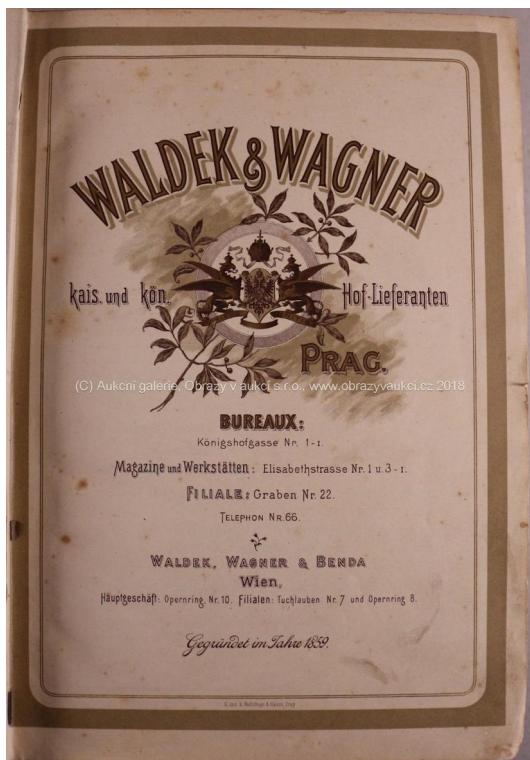 WALDEK & WAGNER
kais. und kön. Hof-Lieferanten
PRAG.
(C) Aukcni galerie, Obrazy v aukci s.r.o., www.obrazyvaukci.cz 2018
BUREAUX:
Königshofgasse Nr. 1-I.
Magazine und Werkstätten: Elisabethstrasse Nr. 1 u. 3-I.
FILIALE: Graben Nr. 22.
TELEPHON NR. 66.
WALDEK, WAGNER & BENDA
Wien,
Hauptgeschäft: Opernring, Nr. 10. Filialen: Tuchlauben Nr. 7 und Opernring 8.
Gegründet im Jahre 1859.